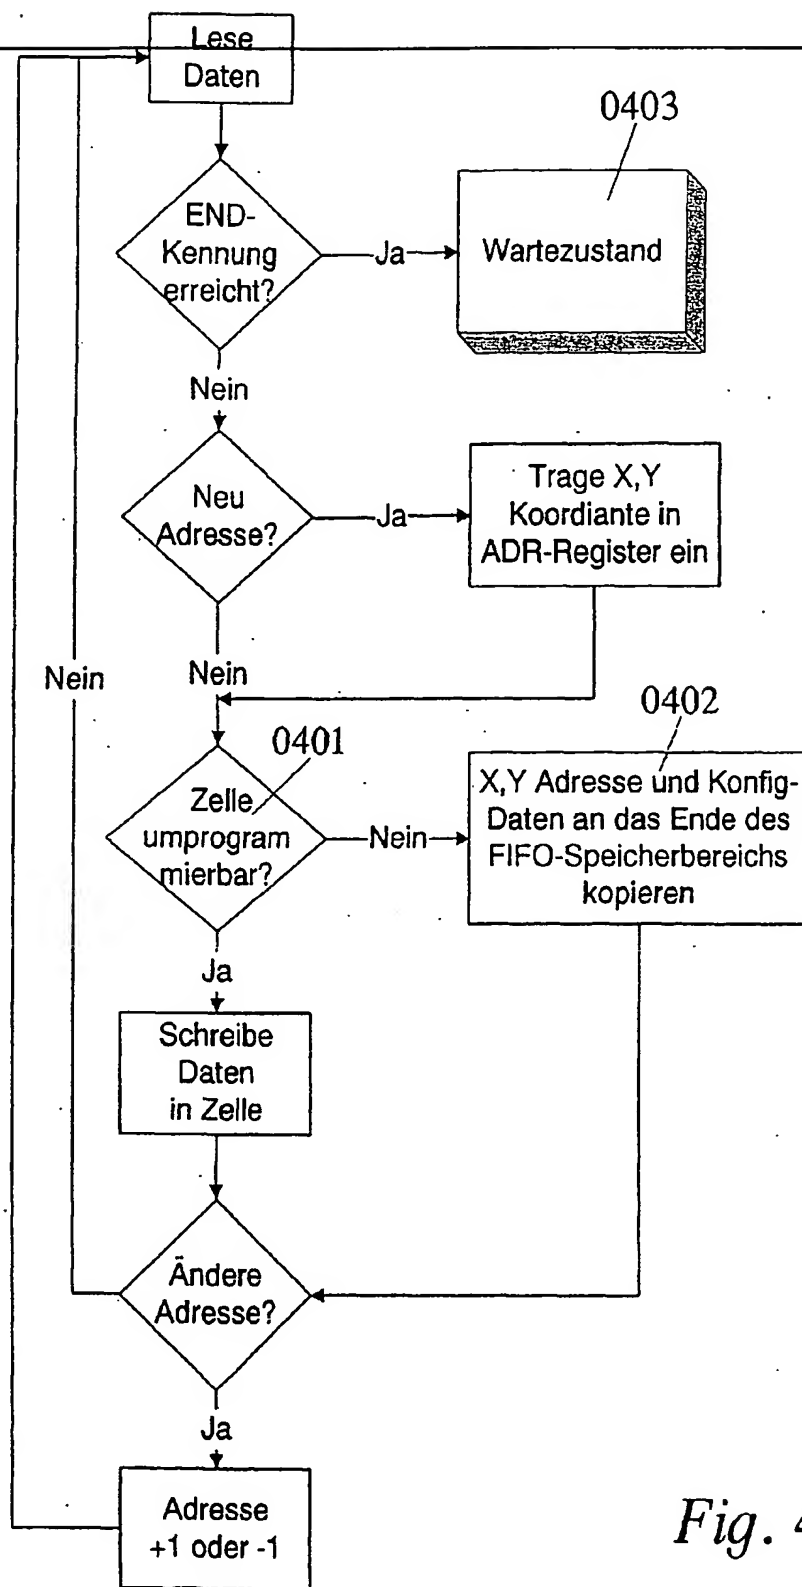 Lese
Daten
0403
END-
Kennung
erreicht?
Ja
Wartezustand
Nein
Neu
Adresse?
Ja
Trage X,Y
Koordiante in
ADR-Register ein
Nein
Nein
0401
0402
Zelle
umprogram
mierbar?
Nein
X,Y Adresse und Konfig-
Daten an das Ende des
FIFO-Speicherbereichs
kopieren
Ja
Schreibe
Daten
in Zelle
Ändere
Adresse?
Ja
Adresse
+1 oder -1
Fig. 4